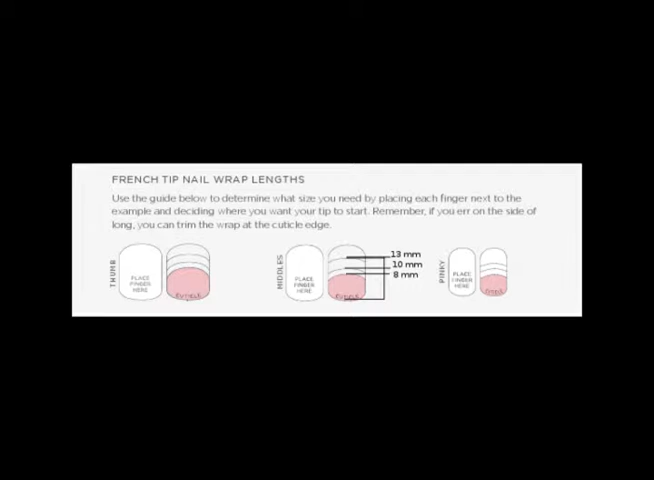 FRENCH TIP NAIL WRAP LENGTHS
Use the guide below to determine what size you need by placing each finger next to the
example and deciding where you want your tip to start. Remember, if you err on the side of
long, you can trim the wrap at the cuticle edge.
THUMB
PLACE
FINGER
HERE
CUTICLE
MIDDLES
PLACE
FINGER
HERE
CUTICLE
13 mm
10 mm
8 mm
PINKY
PLACE
FINGER
HERE